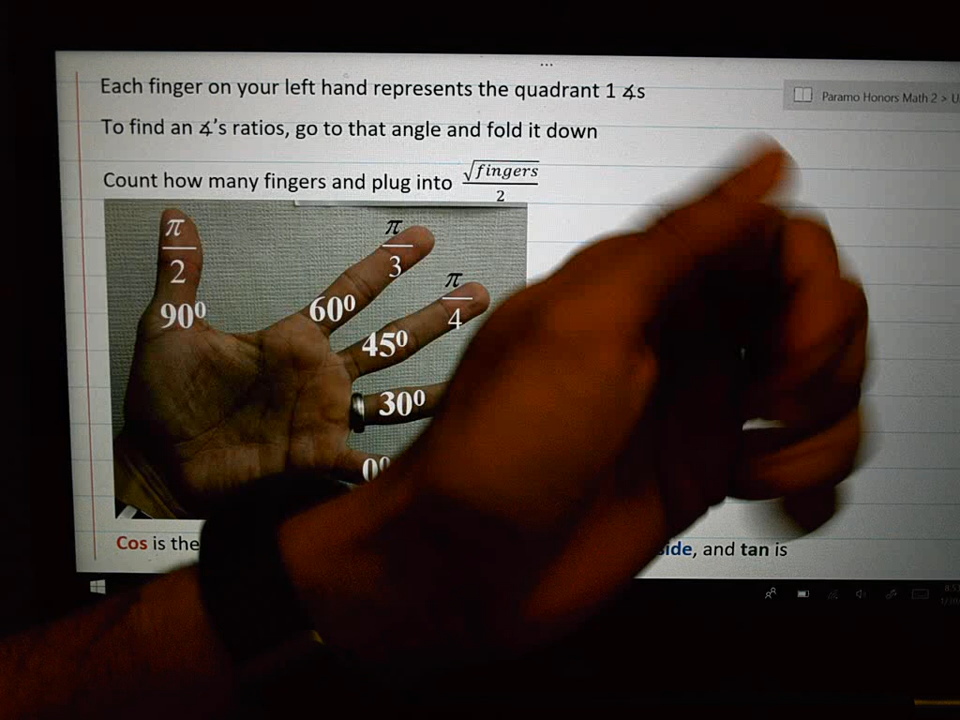 ...
Each finger on your left hand represents the quadrant 1 ∡s
Paramo Honors Math 2 > U
To find an ∡'s ratios, go to that angle and fold it down
Count how many fingers and plug into √fingers/2
π/2
π/3
π/4
90⁰
60⁰
45⁰
30⁰
0⁰
Cos is the
side, and tan is